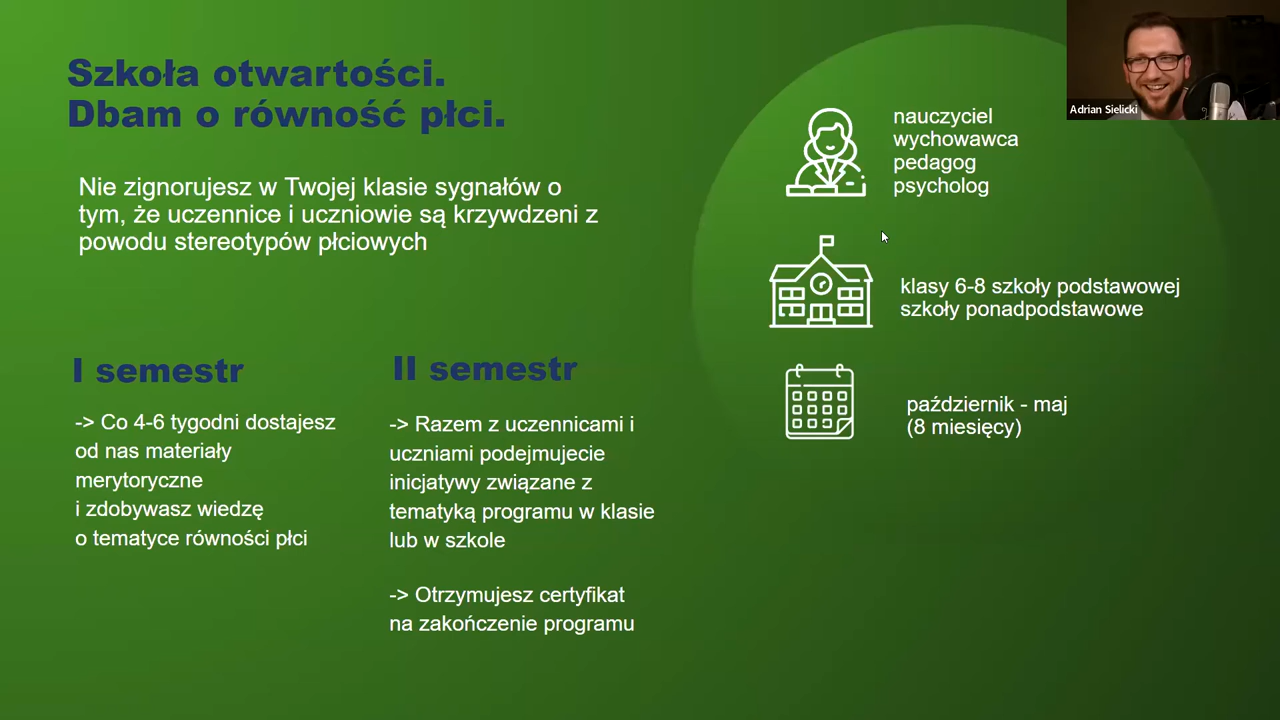 Szkoła otwartości.
Dbam o równość płci.
Nie zignorujesz w Twojej klasie sygnałów o
tym, że uczennice i uczniowie są krzywdzeni z
powodu stereotypów płciowych
I semestr
-> Co 4-6 tygodni dostajesz
od nas materiały
merytoryczne
i zdobywasz wiedzę
o tematyce równości płci
II semestr
-> Razem z uczennicami i
uczniami podejmujecie
inicjatywy związane z
tematyką programu w klasie
lub w szkole
-> Otrzymujesz certyfikat
na zakończenie programu
nauczyciel
wychowawca
pedagog
psycholog
klasy 6-8 szkoły podstawowej
szkoły ponadpodstawowe
październik - maj
(8 miesięcy)
Adrian Sielicki